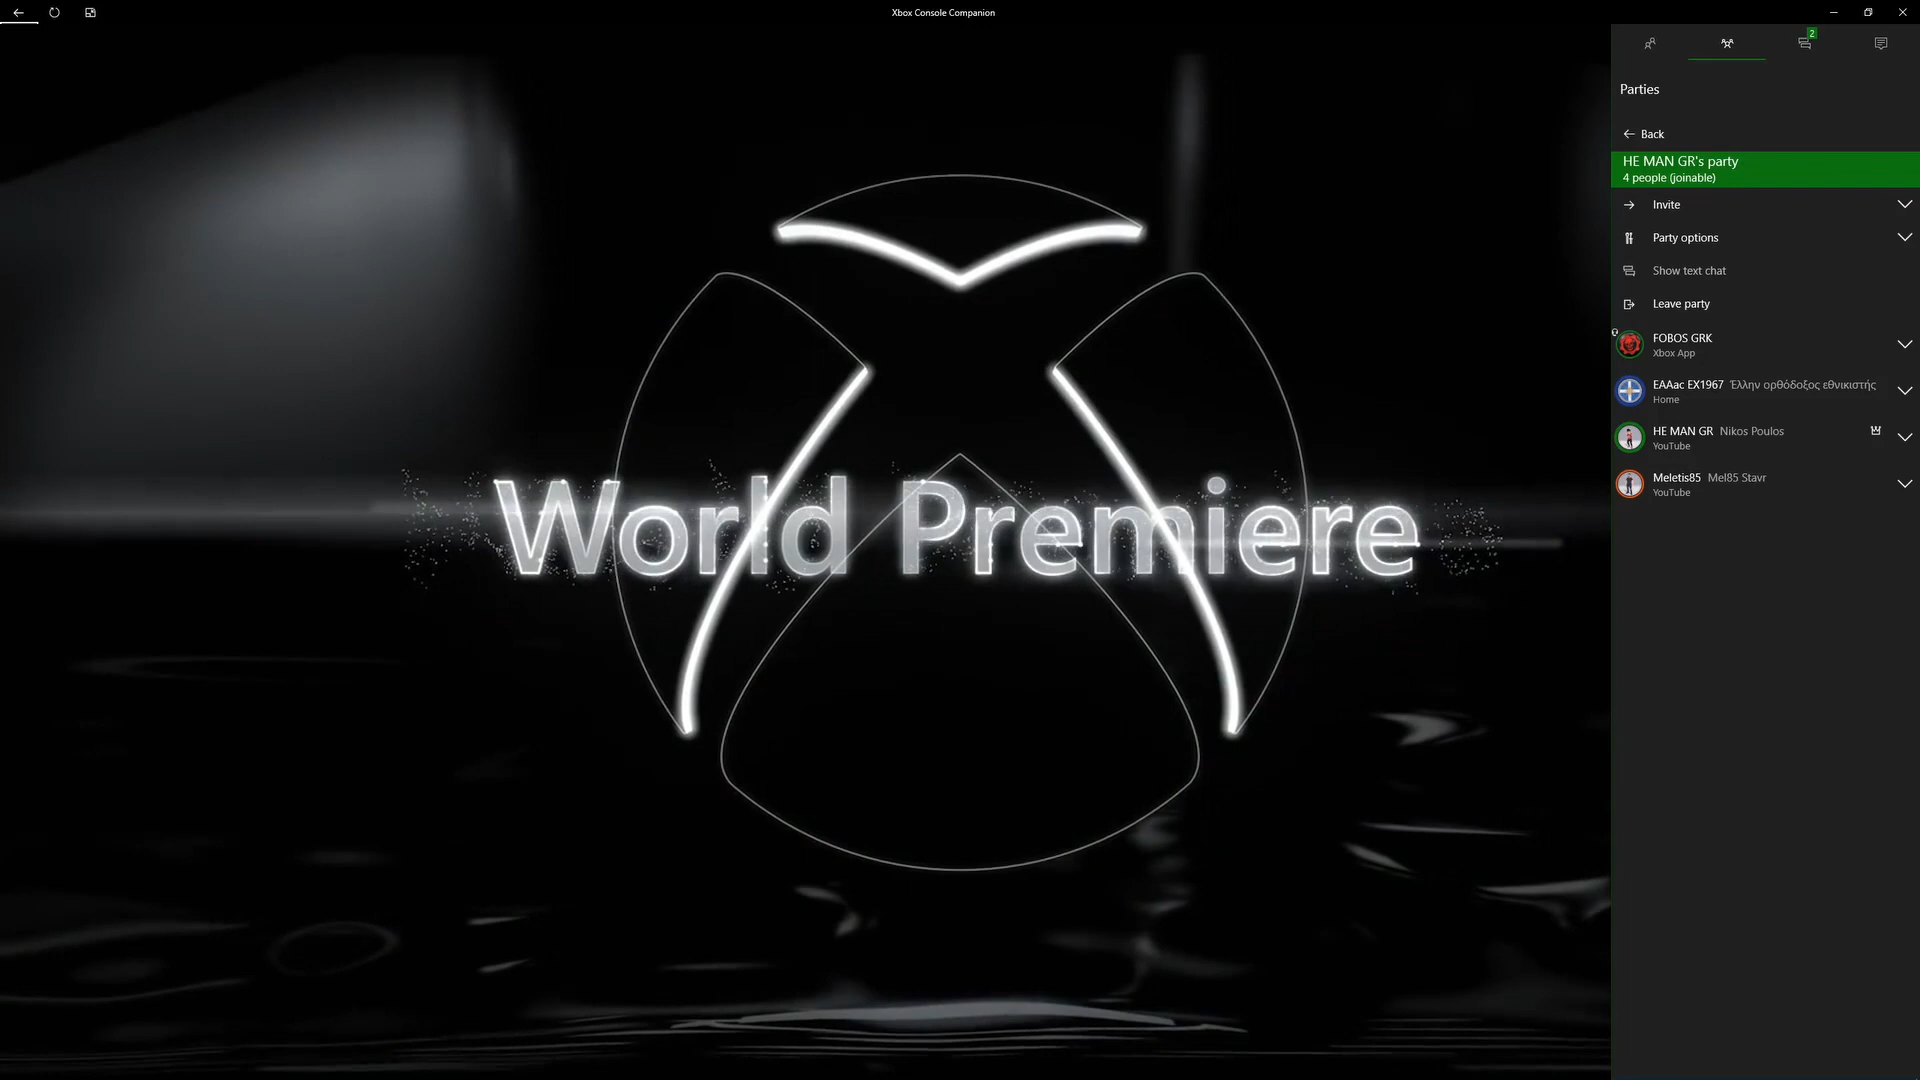 Xbox Console Companion
2
Parties
Back
HE MAN GR's party
4 people (joinable)
Invite
Party options
Show text chat
Leave party
FOBOS GRK
Xbox App
EAAac EX1967 Έλλην ορθόδοξος εθνικιστής
Home
HE MAN GR Nikos Poulos
YouTube
Meletis85 Mel85 Stavr
YouTube
World Premiere